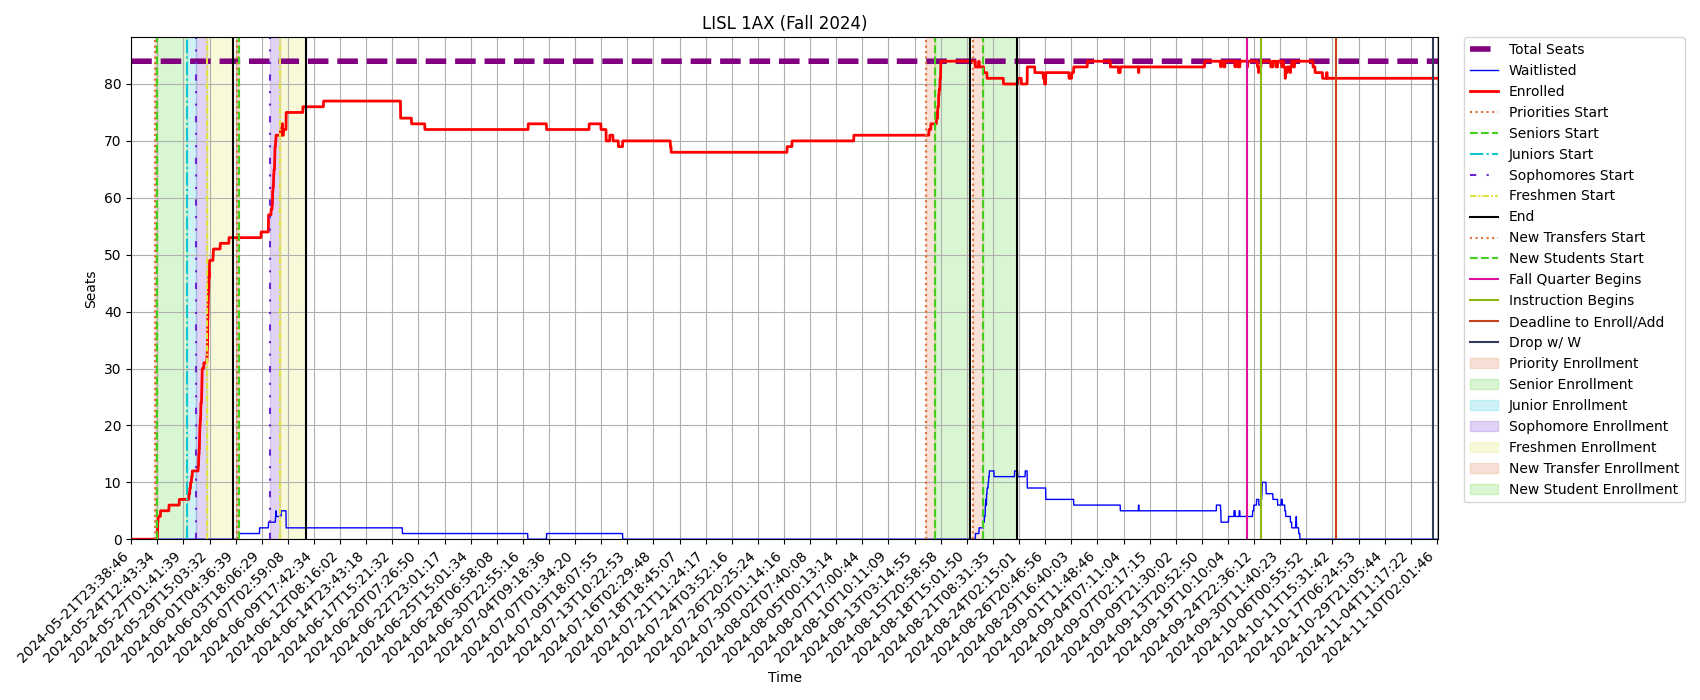 LISL 1AX (Fall 2024)
Seats
80
70
60
50
40
30
20
10
0
2024-05-21T23:38:46
2024-05-24T12:43:34
2024-05-27T01:41:39
2024-05-29T15:03:32
2024-06-01T04:36:39
2024-06-03T18:06:29
2024-06-07T02:59:08
2024-06-09T17:42:34
2024-06-12T08:16:02
2024-06-14T23:43:18
2024-06-17T15:21:32
2024-06-20T07:26:50
2024-06-22T23:01:17
2024-06-25T15:01:34
2024-06-28T06:58:08
2024-06-30T22:55:16
2024-07-04T09:18:36
2024-07-07T01:34:20
2024-07-09T18:07:55
2024-07-13T10:22:53
2024-07-16T02:29:48
2024-07-18T18:45:07
2024-07-21T11:24:17
2024-07-24T03:52:16
2024-07-26T20:25:24
2024-07-30T01:14:16
2024-08-02T07:40:08
2024-08-05T00:13:14
2024-08-07T17:00:44
2024-08-10T10:11:09
2024-08-13T03:14:55
2024-08-15T20:58:58
2024-08-18T15:01:50
2024-08-21T08:31:35
2024-08-24T02:15:01
2024-08-26T20:46:56
2024-08-29T16:40:03
2024-09-01T11:48:46
2024-09-04T07:11:04
2024-09-07T02:17:15
2024-09-09T21:30:02
2024-09-13T20:52:50
2024-09-19T10:10:04
2024-09-24T22:36:12
2024-09-30T11:40:23
2024-10-06T00:55:52
2024-10-11T15:31:42
2024-10-17T06:24:53
2024-10-29T21:05:44
2024-11-04T11:17:22
2024-11-10T02:01:46
Time
Total Seats
Waitlisted
Enrolled
Priorities Start
Seniors Start
Juniors Start
Sophomores Start
Freshmen Start
End
New Transfers Start
New Students Start
Fall Quarter Begins
Instruction Begins
Deadline to Enroll/Add
Drop w/ W
Priority Enrollment
Senior Enrollment
Junior Enrollment
Sophomore Enrollment
Freshmen Enrollment
New Transfer Enrollment
New Student Enrollment